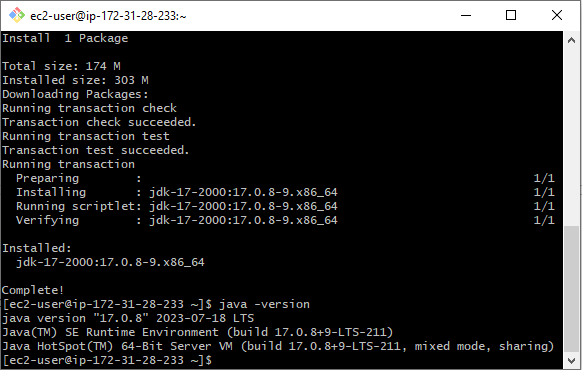 ec2-user@ip-172-31-28-233:~
Install  1 Package
Total size: 174 M
Installed size: 303 M
Downloading Packages:
Running transaction check
Transaction check succeeded.
Running transaction test
Transaction test succeeded.
Running transaction
  Preparing        :                                                        1/1
  Installing       : jdk-17-2000:17.0.8-9.x86_64                            1/1
  Running scriptlet: jdk-17-2000:17.0.8-9.x86_64                            1/1
  Verifying        : jdk-17-2000:17.0.8-9.x86_64                            1/1
Installed:
  jdk-17-2000:17.0.8-9.x86_64
Complete!
[ec2-user@ip-172-31-28-233 ~]$ java -version
java version "17.0.8" 2023-07-18 LTS
Java(TM) SE Runtime Environment (build 17.0.8+9-LTS-211)
Java HotSpot(TM) 64-Bit Server VM (build 17.0.8+9-LTS-211, mixed mode, sharing)
[ec2-user@ip-172-31-28-233 ~]$